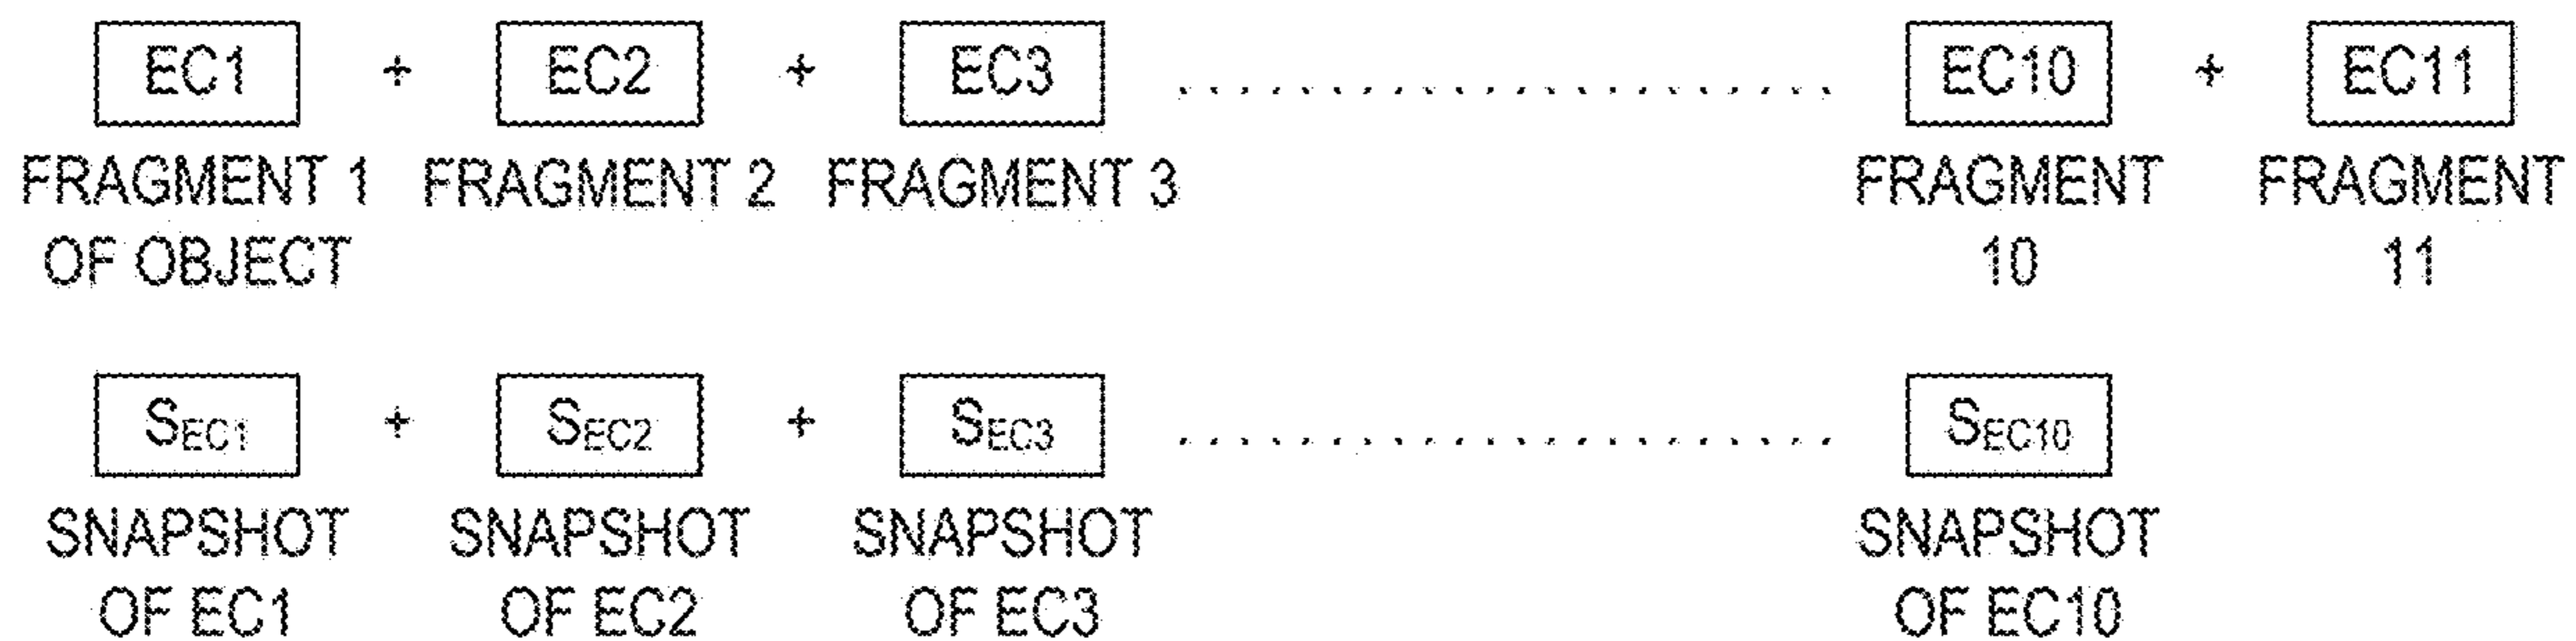 EC1 + EC2 + EC3 ...................... EC10 + EC11
FRAGMENT 1 FRAGMENT 2 FRAGMENT 3 FRAGMENT FRAGMENT
OF OBJECT 10 11
SEC1 + SEC2 + SEC3 ...................... SEC10
SNAPSHOT SNAPSHOT SNAPSHOT SNAPSHOT
OF EC1 OF EC2 OF EC3 OF EC10